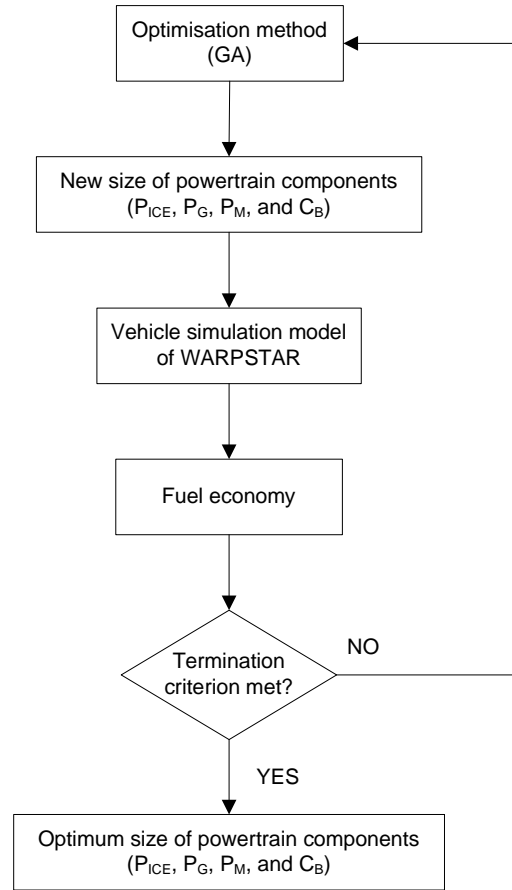 Optimisation method
(GA)
New size of powertrain components
(P_ICE, P_G, P_M, and C_B)
Vehicle simulation model
of WARPSTAR
Fuel economy
Termination
criterion met?
NO
YES
Optimum size of powertrain components
(P_ICE, P_G, P_M, and C_B)